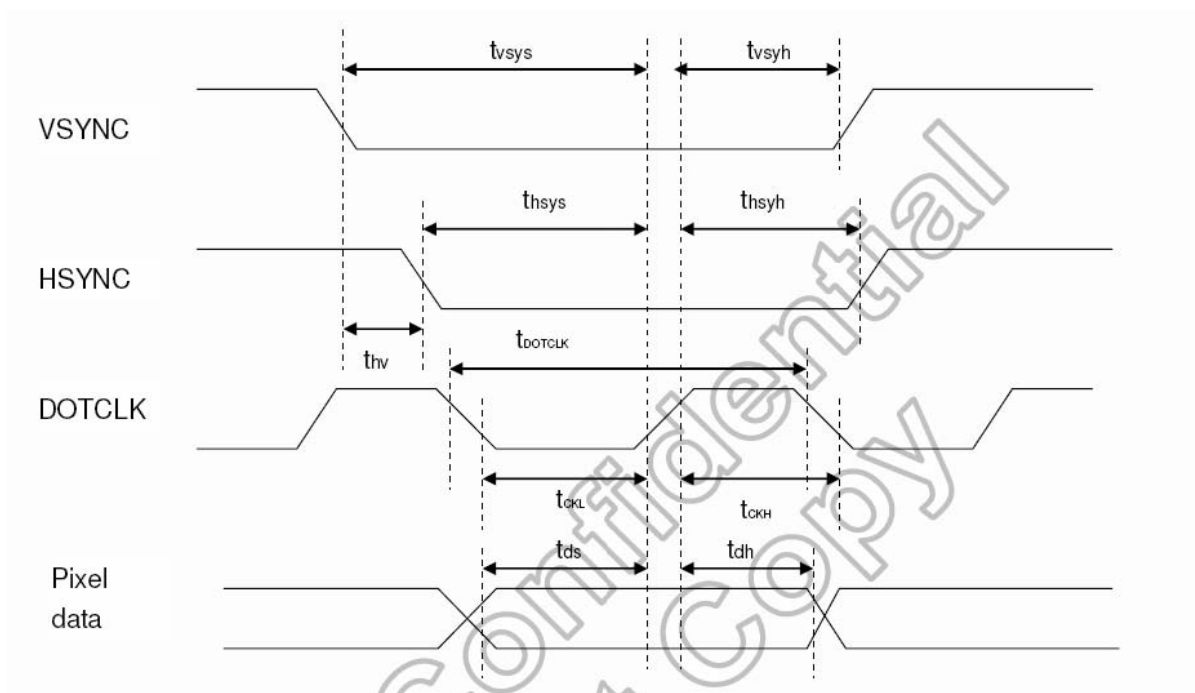 tvsys
tvsyh
VSYNC
thsys
thsyh
HSYNC
thv
tDOTCLK
DOTCLK
tCKL
tCKH
tds
tdh
Pixel
data
Confidential
Copy